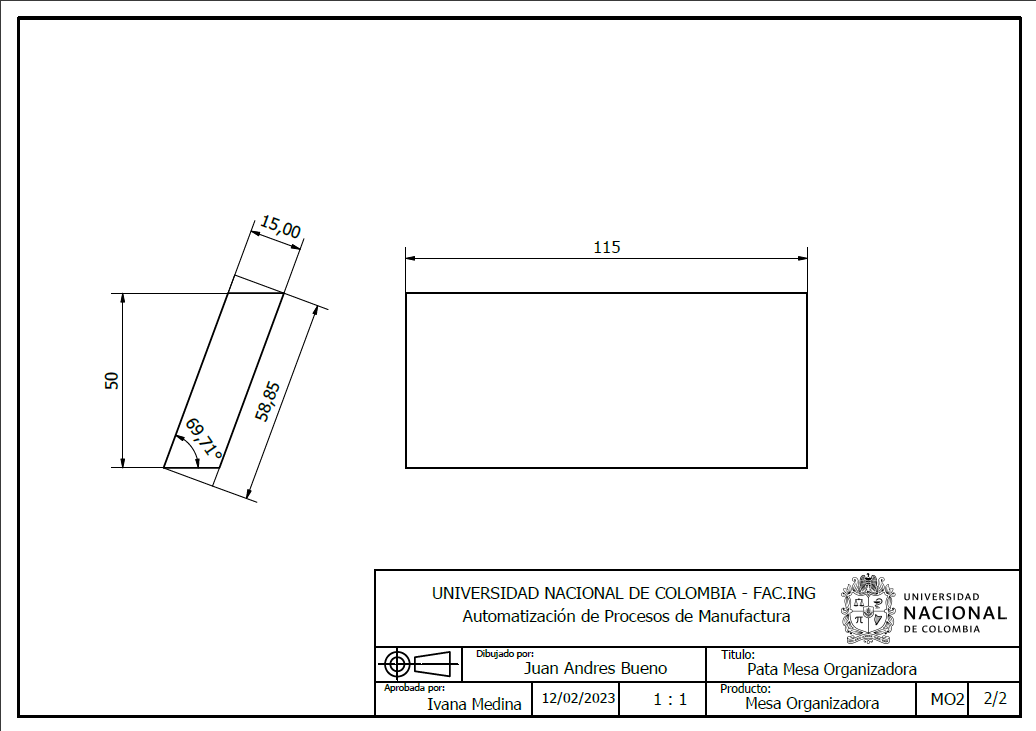 15,00
115
50
58,85
69,71°
UNIVERSIDAD NACIONAL DE COLOMBIA - FAC.ING
Automatización de Procesos de Manufactura
UNIVERSIDAD
NACIONAL
DE COLOMBIA
Dibujado por:
Juan Andres Bueno
Titulo:
Pata Mesa Organizadora
Aprobada por:
Ivana Medina
12/02/2023
1 : 1
Producto:
Mesa Organizadora
MO2
2/2